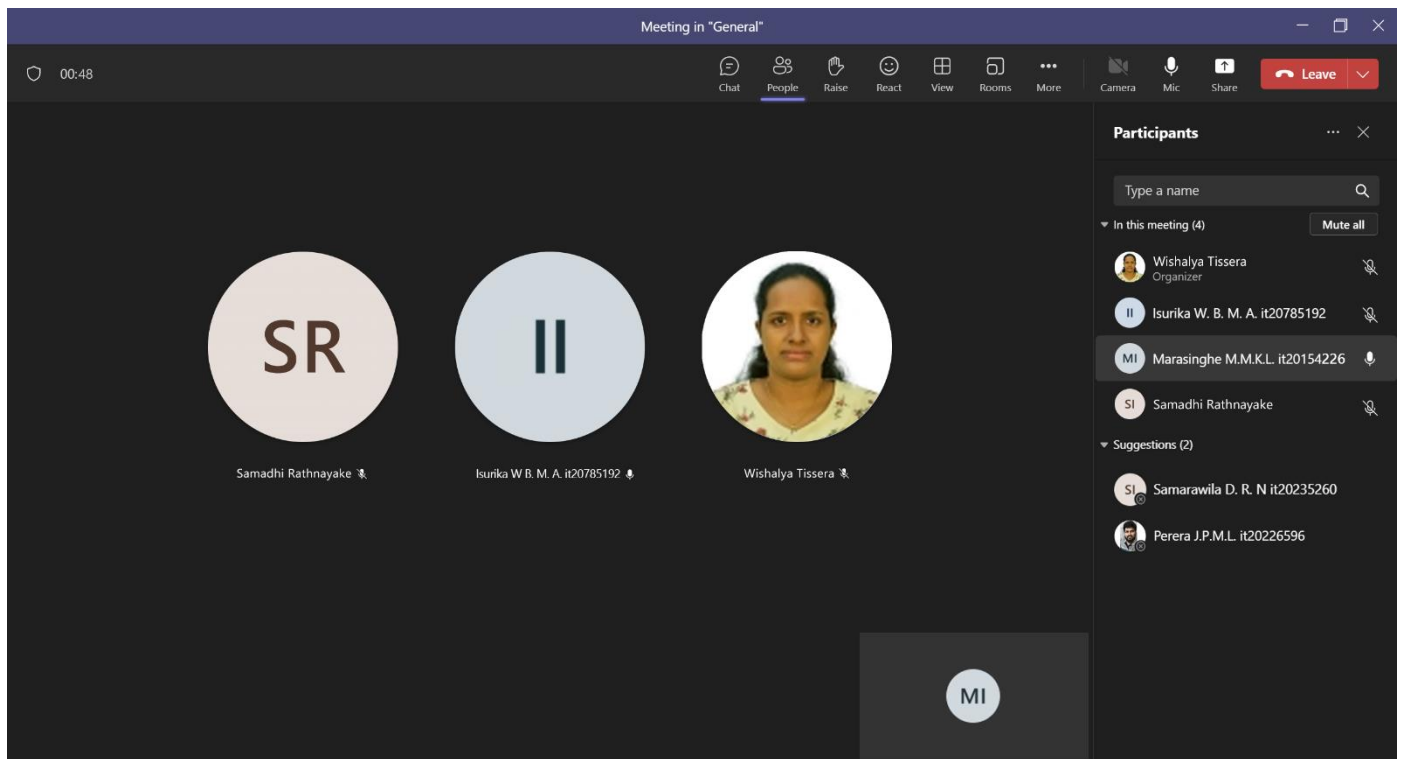 Meeting in "General"
00:48
Chat
People
Raise
React
View
Rooms
More
Camera
Mic
Share
Leave
Participants
Type a name
In this meeting (4)
Mute all
Wishalya Tissera
Organizer
II
Isurika W. B. M. A. it20785192
MI
Marasinghe M.M.K.L. it20154226
SI
Samadhi Rathnayake
Suggestions (2)
SI
Samarawila D. R. N it20235260
Perera J.P.M.L. it20226596
SR
Samadhi Rathnayake
II
Isurika W B. M. A. it20785192
Wishalya Tissera
MI